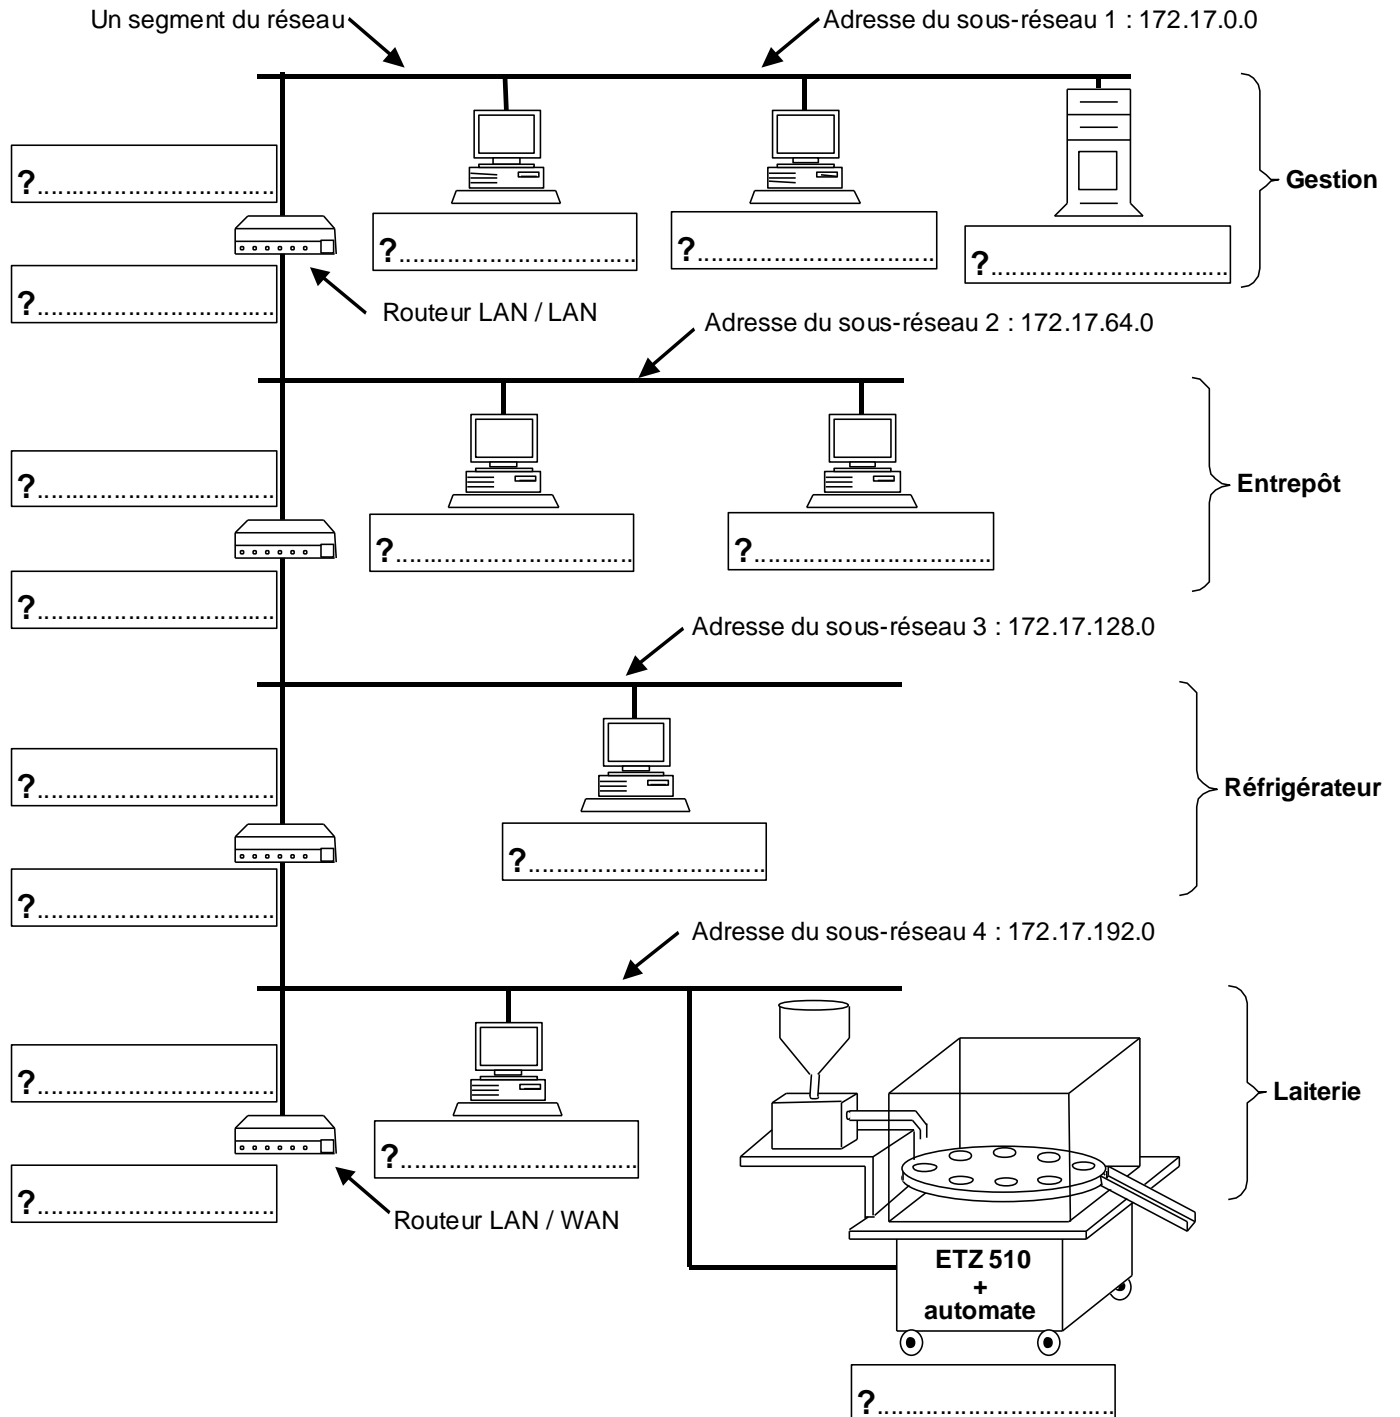 Un segment du réseau
Adresse du sous-réseau 1 : 172.17.0.0
?................................
Gestion
?................................
?................................
?................................
?................................
Routeur LAN / LAN
Adresse du sous-réseau 2 : 172.17.64.0
?................................
Entrepôt
?................................
?................................
?................................
Adresse du sous-réseau 3 : 172.17.128.0
?................................
Réfrigérateur
?................................
?................................
Adresse du sous-réseau 4 : 172.17.192.0
?................................
Laiterie
?................................
?................................
Routeur LAN / WAN
ETZ 510
+
automate
?................................